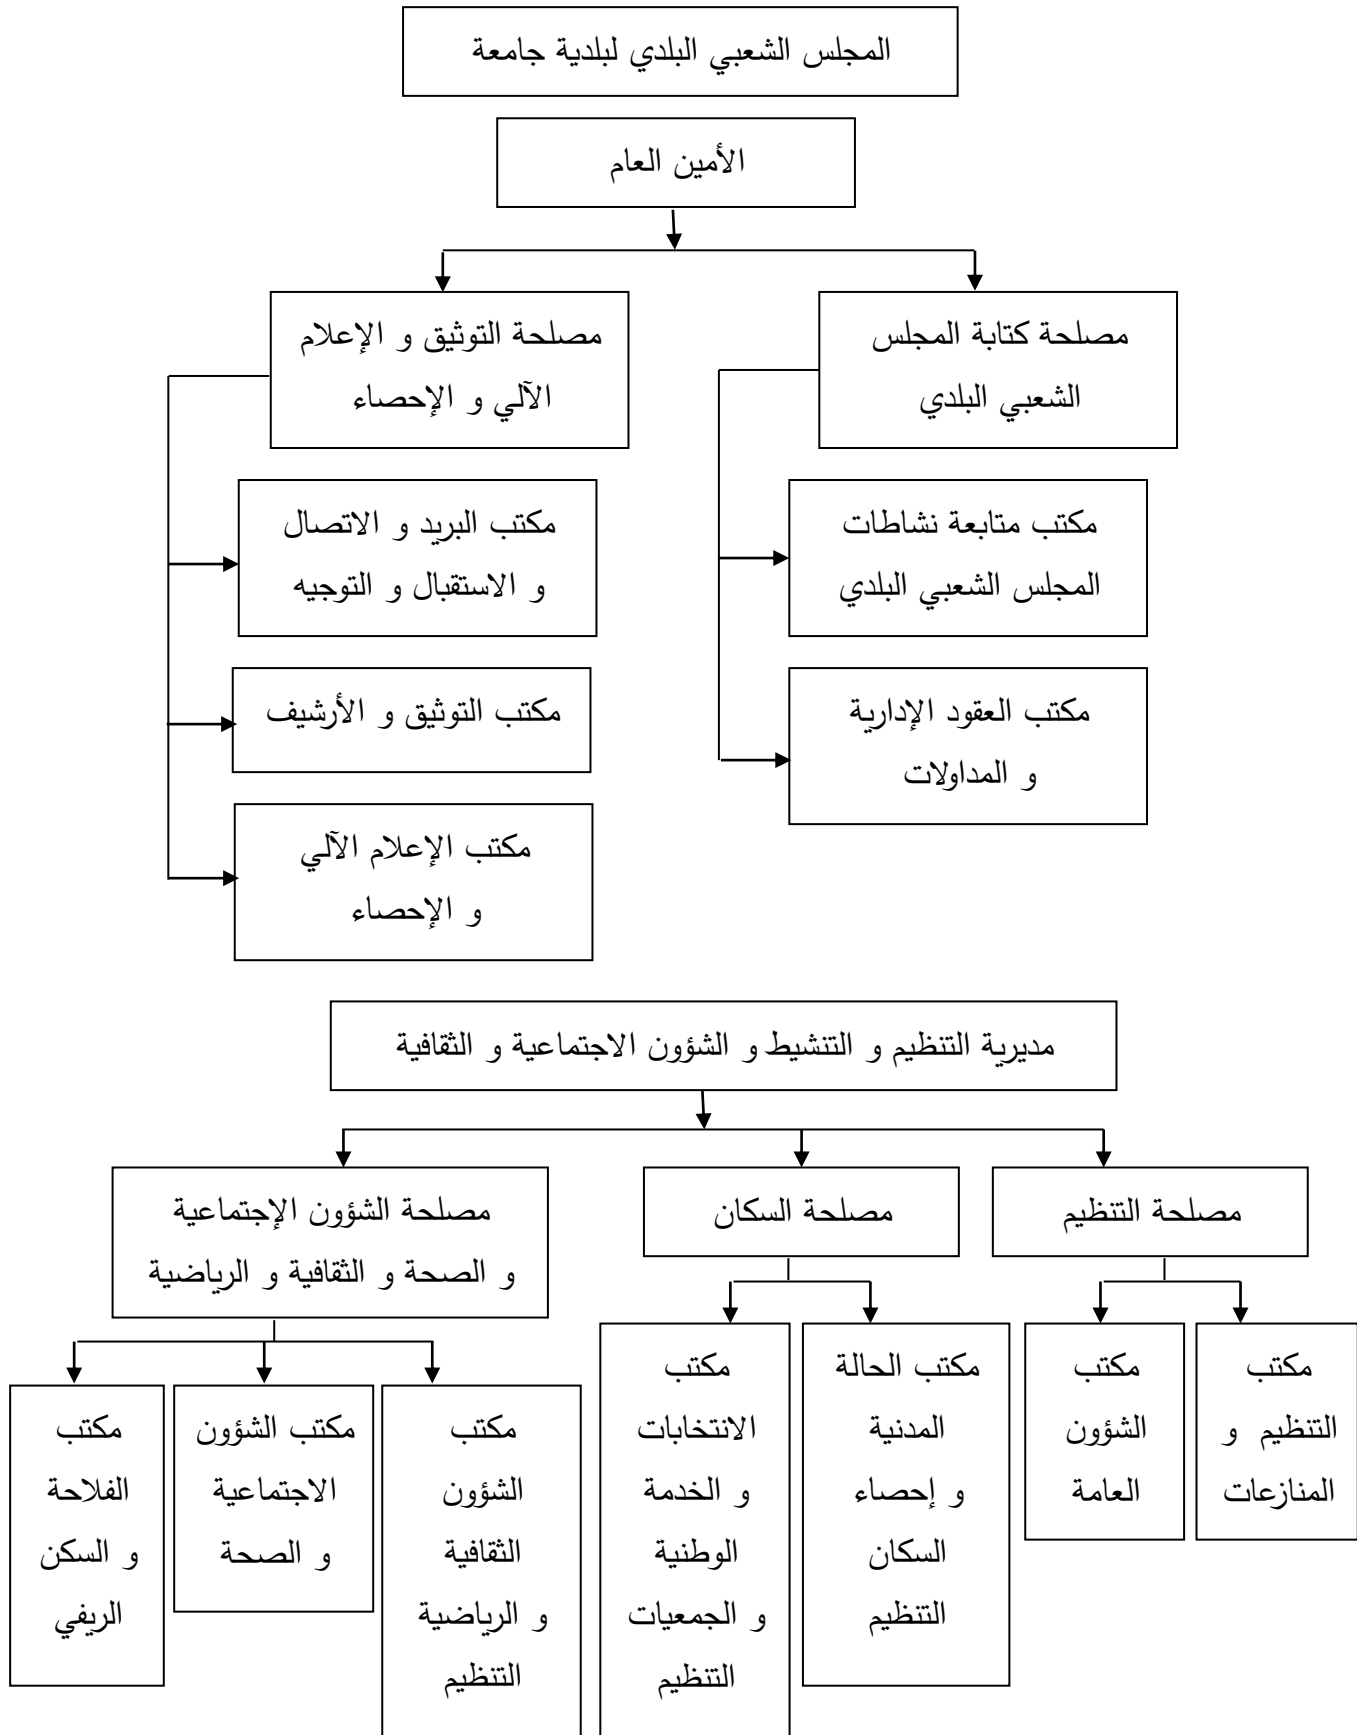 المجلس الشعبي البلدي لبلدية جامعة
الأمين العام
مصلحة كتابة المجلس
الشعبي البلدي
مصلحة التوثيق و الإعلام
الآلي و الإحصاء
مكتب متابعة نشاطات
المجلس الشعبي البلدي
مكتب البريد و الاتصال
و الاستقبال و التوجيه
مكتب العقود الإدارية
و المداولات
مكتب التوثيق و الأرشيف
مكتب الإعلام الآلي
و الإحصاء
مديرية التنظيم و التنشيط و الشؤون الاجتماعية و الثقافية
مصلحة التنظيم
مصلحة السكان
مصلحة الشؤون الإجتماعية
و الصحة و الثقافية و الرياضية
مكتب
التنظيم و
المنازعات
مكتب
الشؤون
العامة
مكتب الحالة
المدنية
و إحصاء
السكان
التنظيم
مكتب
الانتخابات
و الخدمة
الوطنية
و الجمعيات
التنظيم
مكتب
الشؤون
الثقافية
و الرياضية
التنظيم
مكتب الشؤون
الاجتماعية
و الصحة
مكتب
الفلاحة
و السكن
الريفي